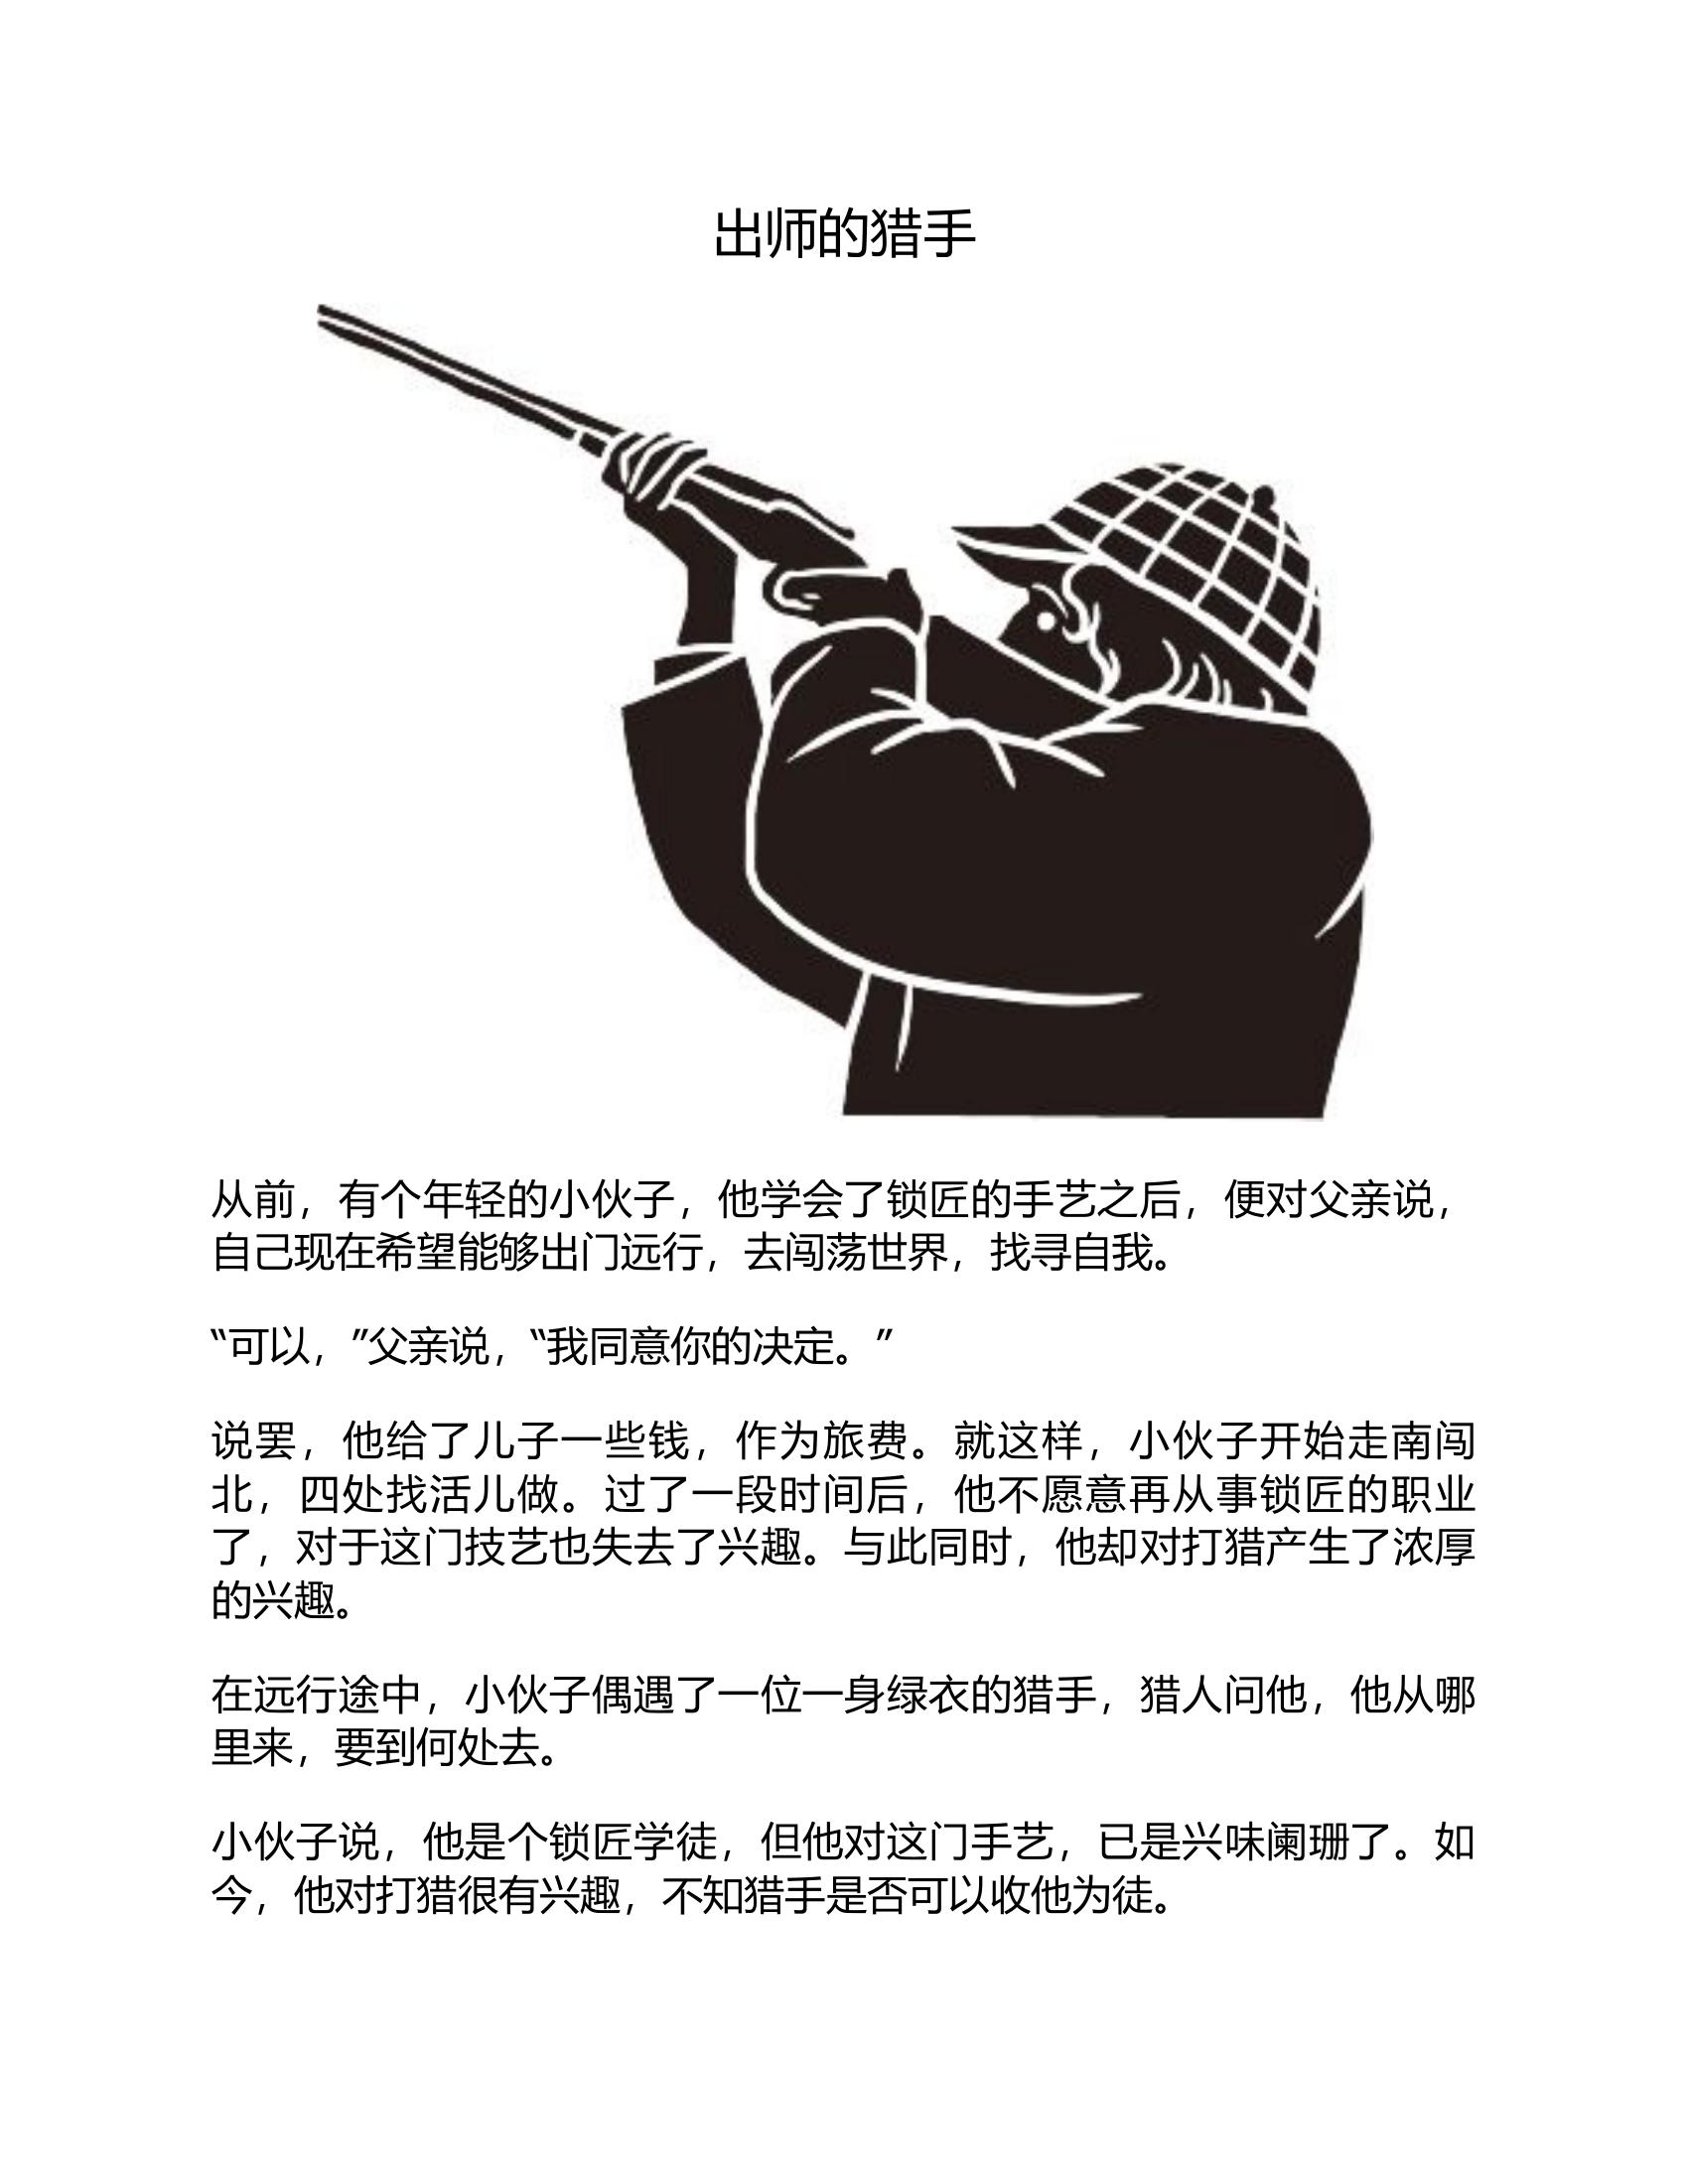 出师的猎手
从前，有个年轻的小伙子，他学会了锁匠的手艺之后，便对父亲说，
自己现在希望能够出门远行，去闯荡世界，找寻自我。
“可以，”父亲说，“我同意你的决定。”
说罢，他给了儿子一些钱，作为旅费。就这样，小伙子开始走南闯
北，四处找活儿做。过了一段时间后，他不愿意再从事锁匠的职业
了，对于这门技艺也失去了兴趣。与此同时，他却对打猎产生了浓厚
的兴趣。
在远行途中，小伙子偶遇了一位一身绿衣的猎手，猎人问他，他从哪
里来，要到何处去。
小伙子说，他是个锁匠学徒，但他对这门手艺，已是兴味阑珊了。如
今，他对打猎很有兴趣，不知猎手是否可以收他为徒。